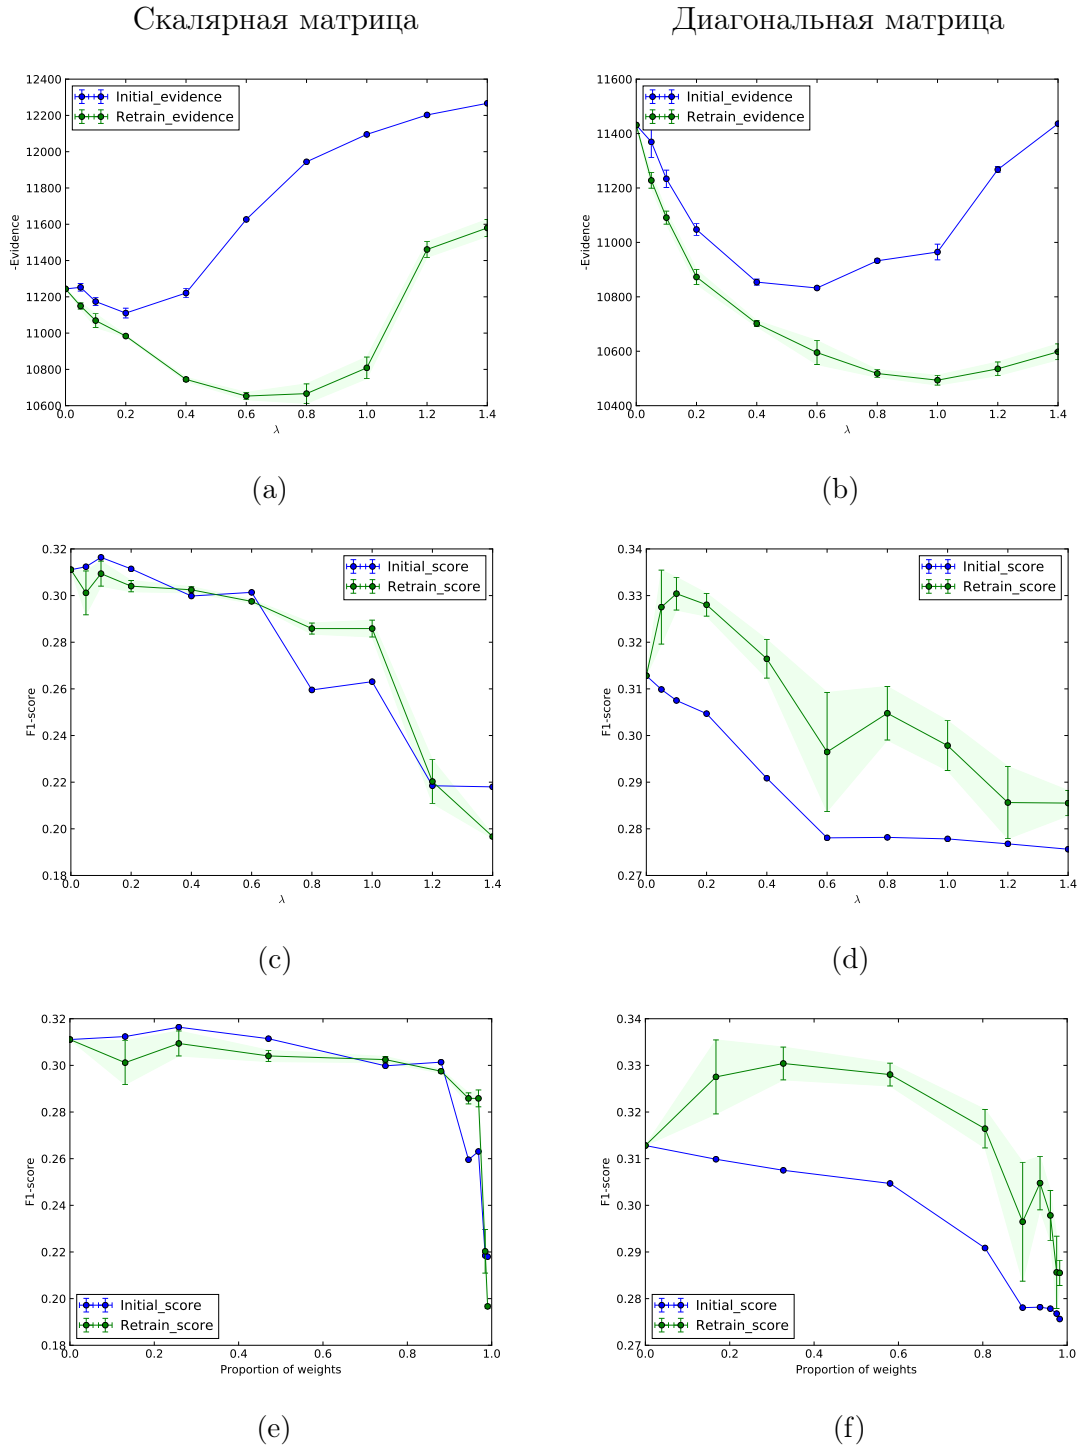 Скалярная матрица
Диагональная матрица
12400
12200
12000
11800
11600
11400
11200
11000
10800
10600
-Evidence
Initial_evidence
Retrain_evidence
0.0 0.2 0.4 0.6 0.8 1.0 1.2 1.4
λ
(a)
11600
11400
11200
11000
10800
10600
10400
-Evidence
Initial_evidence
Retrain_evidence
0.0 0.2 0.4 0.6 0.8 1.0 1.2 1.4
λ
(b)
0.32
0.30
0.28
0.26
0.24
0.22
0.20
0.18
F1-score
Initial_score
Retrain_score
0.0 0.2 0.4 0.6 0.8 1.0 1.2 1.4
λ
(c)
0.34
0.33
0.32
0.31
0.30
0.29
0.28
0.27
F1-score
Initial_score
Retrain_score
0.0 0.2 0.4 0.6 0.8 1.0 1.2 1.4
λ
(d)
0.32
0.30
0.28
0.26
0.24
0.22
0.20
0.18
F1-score
Initial_score
Retrain_score
0.0 0.2 0.4 0.6 0.8 1.0
Proportion of weights
(e)
0.34
0.33
0.32
0.31
0.30
0.29
0.28
0.27
F1-score
Initial_score
Retrain_score
0.0 0.2 0.4 0.6 0.8 1.0
Proportion of weights
(f)